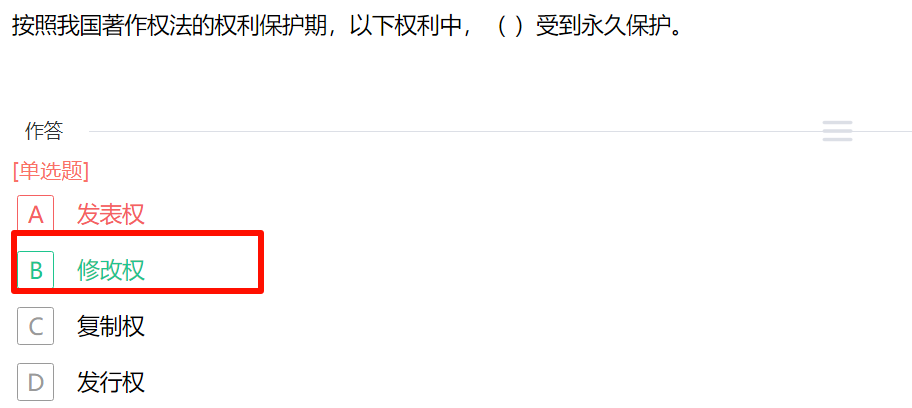 按照我国著作权法的权利保护期，以下权利中，（ ）受到永久保护。
作答
[单选题]
A 发表权
B 修改权
C 复制权
D 发行权